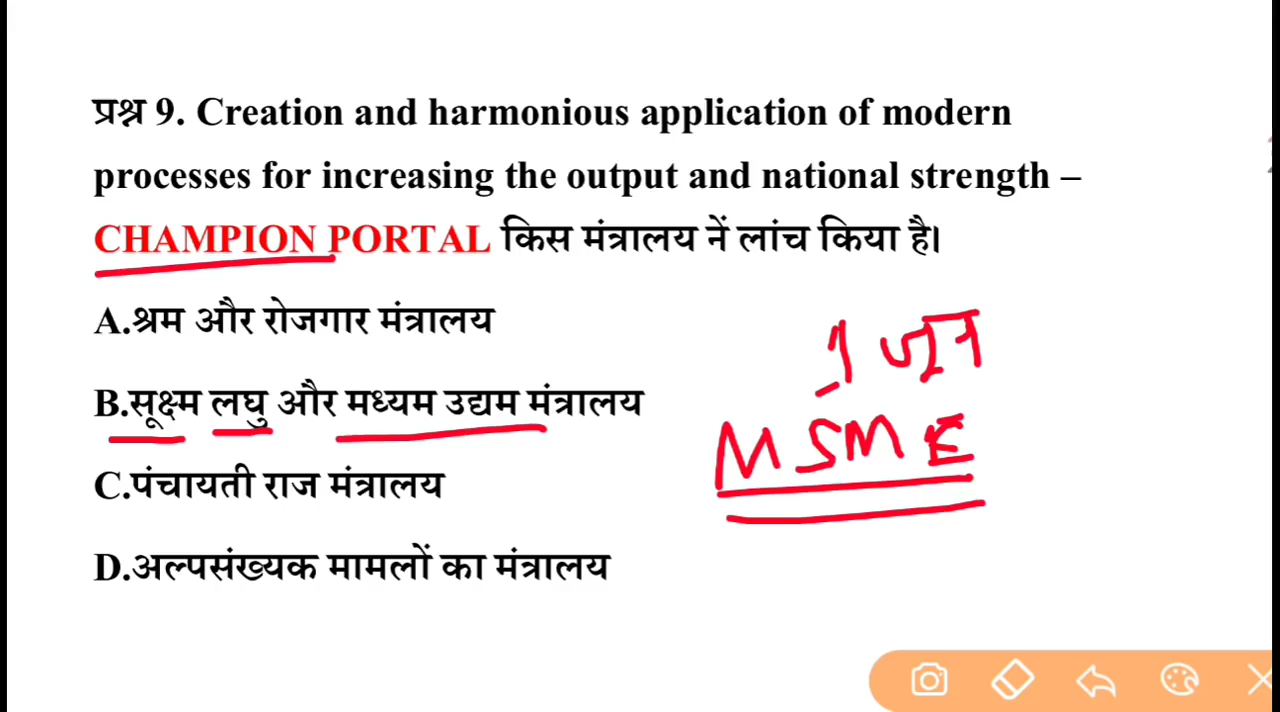 प्रश्न 9. Creation and harmonious application of modern
processes for increasing the output and national strength –
CHAMPION PORTAL किस मंत्रालय नें लांच किया है।
A.श्रम और रोजगार मंत्रालय
B.सूक्ष्म लघु और मध्यम उद्यम मंत्रालय
C.पंचायती राज मंत्रालय
D.अल्पसंख्यक मामलों का मंत्रालय
1 जून
MSME